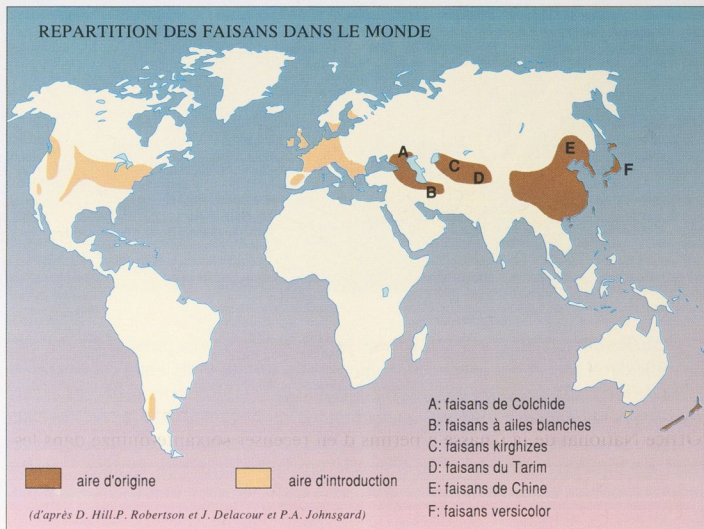 REPARTITION DES FAISANS DANS LE MONDE
A
B
C
D
E
F
A: faisans de Colchide
B: faisans à ailes blanches
C: faisans kirghizes
D: faisans du Tarim
E: faisans de Chine
F: faisans versicolor
aire d'origine
aire d'introduction
(d'après D. Hill.P. Robertson et J. Delacour et P.A. Johnsgard)